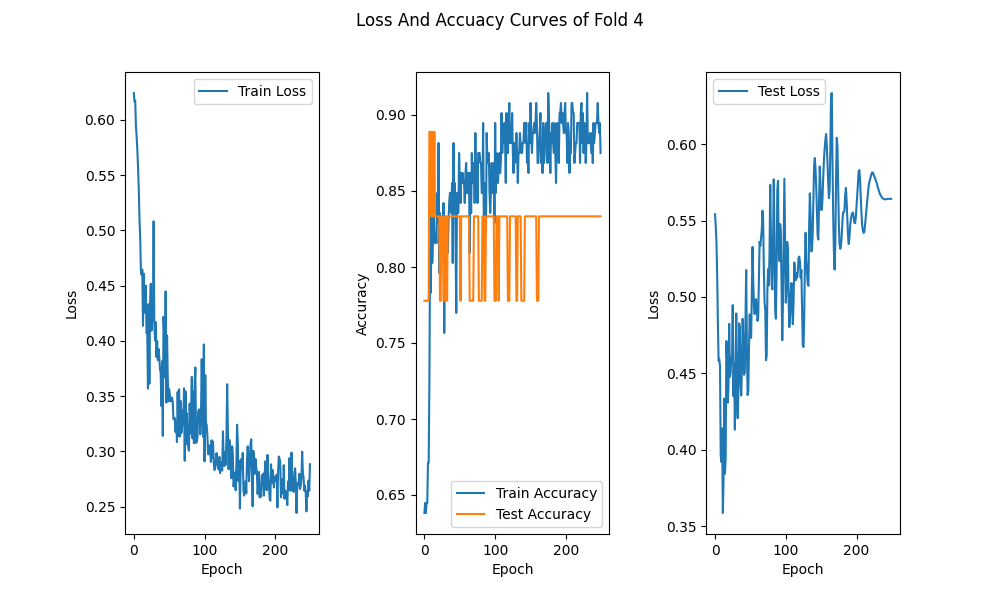 Loss And Accuacy Curves of Fold 4
Train Loss
0.60
0.55
0.50
0.45
0.40
0.35
0.30
0.25
Loss
0
100
200
Epoch
0.90
0.85
0.80
0.75
0.70
0.65
Accuracy
Train Accuracy
Test Accuracy
0
100
200
Epoch
Test Loss
0.60
0.55
0.50
0.45
0.40
0.35
Loss
0
100
200
Epoch